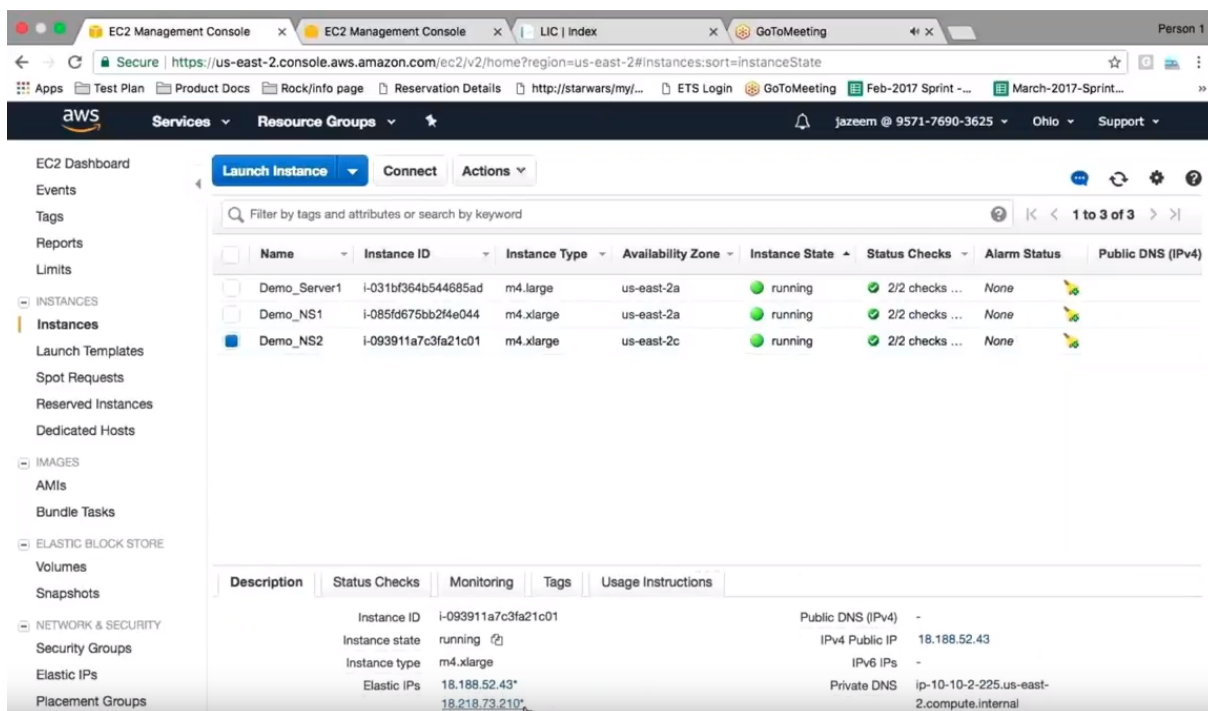 EC2 Management Console
EC2 Management Console
LIC | Index
GoToMeeting
Person 1
Secure | https://us-east-2.console.aws.amazon.com/ec2/v2/home?region=us-east-2#Instances:sort=instanceState
Apps Test Plan Product Docs Rock/info page Reservation Details http://starwars/my/... ETS Login GoToMeeting Feb-2017 Sprint -... March-2017-Sprint... »
aws Services Resource Groups jazeem @ 9571-7690-3625 Ohio Support
EC2 Dashboard
Events
Tags
Reports
Limits
INSTANCES
Instances
Launch Templates
Spot Requests
Reserved Instances
Dedicated Hosts
IMAGES
AMIs
Bundle Tasks
ELASTIC BLOCK STORE
Volumes
Snapshots
NETWORK & SECURITY
Security Groups
Elastic IPs
Placement Groups
Launch Instance Connect Actions
Filter by tags and attributes or search by keyword 1 to 3 of 3
Name Instance ID Instance Type Availability Zone Instance State Status Checks Alarm Status Public DNS (IPv4)
Demo_Server1 i-031bf364b544685ad m4.large us-east-2a running 2/2 checks ... None
Demo_NS1 i-085fd675bb2f4e044 m4.xlarge us-east-2a running 2/2 checks ... None
Demo_NS2 i-093911a7c3fa21c01 m4.xlarge us-east-2c running 2/2 checks ... None
Description Status Checks Monitoring Tags Usage Instructions
Instance ID i-093911a7c3fa21c01
Instance state running
Instance type m4.xlarge
Elastic IPs 18.188.52.43*
18.218.73.210*
Public DNS (IPv4) -
IPv4 Public IP 18.188.52.43
IPv6 IPs -
Private DNS ip-10-10-2-225.us-east-
2.compute.internal